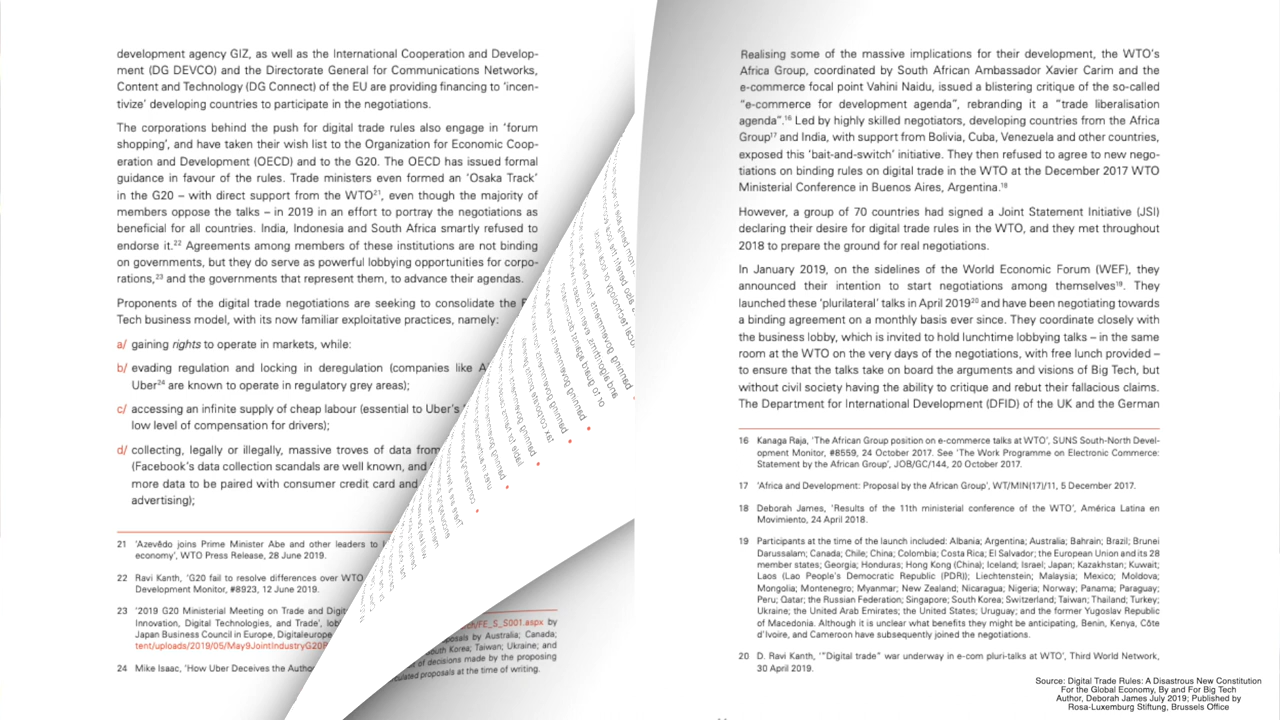 development agency GIZ, as well as the International Cooperation and Develop-
ment (DG DEVCO) and the Directorate General for Communications Networks,
Content and Technology (DG Connect) of the EU are providing financing to ‘incen-
tivize’ developing countries to participate in the negotiations.
The corporations behind the push for digital trade rules also engage in ‘forum
shopping’, and have taken their wish list to the Organization for Economic Coop-
eration and Development (OECD) and to the G20. The OECD has issued formal
guidance in favour of the rules. Trade ministers even formed an ‘Osaka Track’
in the G20 – with direct support from the WTO21, even though the majority of
members oppose the talks – in 2019 in an effort to portray the negotiations as
beneficial for all countries. India, Indonesia and South Africa smartly refused to
endorse it.22 Agreements among members of these institutions are not binding
on governments, but they do serve as powerful lobbying opportunities for corpo-
rations,23 and the governments that represent them, to advance their agendas.
Proponents of the digital trade negotiations are seeking to consolidate the
Tech business model, with its now familiar exploitative practices, namely:
a/ gaining rights to operate in markets, while:
b/ evading regulation and locking in deregulation (companies like
Uber24 are known to operate in regulatory grey areas);
c/ accessing an infinite supply of cheap labour (essential to Uber's
low level of compensation for drivers);
d/ collecting, legally or illegally, massive troves of data from
(Facebook's data collection scandals are well known, and
more data to be paired with consumer credit card and
advertising);
21 ‘Azevêdo joins Prime Minister Abe and other leaders to
economy’, WTO Press Release, 28 June 2019.
22 Ravi Kanth, ‘G20 fail to resolve differences over WTO
Development Monitor, #8923, 12 June 2019.
23 ‘2019 G20 Ministerial Meeting on Trade and
Innovation, Digital Technologies, and Trade’,
Japan Business Council in Europe, Digitaleurope
tent/uploads/2019/05/May9JointIndustryG20
24 Mike Isaac, ‘How Uber Deceives the
FE_S_S001.aspx by
by Australia; Canada;
Korea; Taiwan; Ukraine; and
of decisions made by the proposing
proposals at the time of writing.
Realising some of the massive implications for their development, the WTO's
Africa Group, coordinated by South African Ambassador Xavier Carim and the
e-commerce focal point Vahini Naidu, issued a blistering critique of the so-called
“e-commerce for development agenda”, rebranding it a “trade liberalisation
agenda”.16 Led by highly skilled negotiators, developing countries from the Africa
Group17 and India, with support from Bolivia, Cuba, Venezuela and other countries,
exposed this ‘bait-and-switch’ initiative. They then refused to agree to new nego-
tiations on binding rules on digital trade in the WTO at the December 2017 WTO
Ministerial Conference in Buenos Aires, Argentina.18
However, a group of 70 countries had signed a Joint Statement Initiative (JSI)
declaring their desire for digital trade rules in the WTO, and they met throughout
2018 to prepare the ground for real negotiations.
In January 2019, on the sidelines of the World Economic Forum (WEF), they
announced their intention to start negotiations among themselves19. They
launched these ‘plurilateral’ talks in April 201920 and have been negotiating towards
a binding agreement on a monthly basis ever since. They coordinate closely with
the business lobby, which is invited to hold lunchtime lobbying talks – in the same
room at the WTO on the very days of the negotiations, with free lunch provided –
to ensure that the talks take on board the arguments and visions of Big Tech, but
without civil society having the ability to critique and rebut their fallacious claims.
The Department for International Development (DFID) of the UK and the German
16 Kanaga Raja, ‘The African Group position on e-commerce talks at WTO’, SUNS South-North Devel-
opment Monitor, #8559, 24 October 2017. See ‘The Work Programme on Electronic Commerce:
Statement by the African Group’, JOB/GC/144, 20 October 2017.
17 ‘Africa and Development: Proposal by the African Group’, WT/MIN(17)/11, 5 December 2017.
18 Deborah James, ‘Results of the 11th ministerial conference of the WTO’, América Latina en
Movimiento, 24 April 2018.
19 Participants at the time of the launch included: Albania; Argentina; Australia; Bahrain; Brazil; Brunei
Darussalam; Canada; Chile; China; Colombia; Costa Rica; El Salvador; the European Union and its 28
member states; Georgia; Honduras; Hong Kong (China); Iceland; Israel; Japan; Kazakhstan; Kuwait;
Laos (Lao People's Democratic Republic (PDR)); Liechtenstein; Malaysia; Mexico; Moldova;
Mongolia; Montenegro; Myanmar; New Zealand; Nicaragua; Nigeria; Norway; Panama; Paraguay;
Peru; Qatar; the Russian Federation; Singapore; South Korea; Switzerland; Taiwan; Thailand; Turkey;
Ukraine; the United Arab Emirates; the United States; Uruguay; and the former Yugoslav Republic
of Macedonia. Although it is unclear what benefits they might be anticipating, Benin, Kenya, Côte
d'Ivoire, and Cameroon have subsequently joined the negotiations.
20 D. Ravi Kanth, ‘“Digital trade” war underway in e-com pluri-talks at WTO’, Third World Network,
30 April 2019.
Source: Digital Trade Rules: A Disastrous New Constitution
For the Global Economy, By and For Big Tech
Author, Deborah James July 2019; Published by
Rosa-Luxemburg Stiftung, Brussels Office